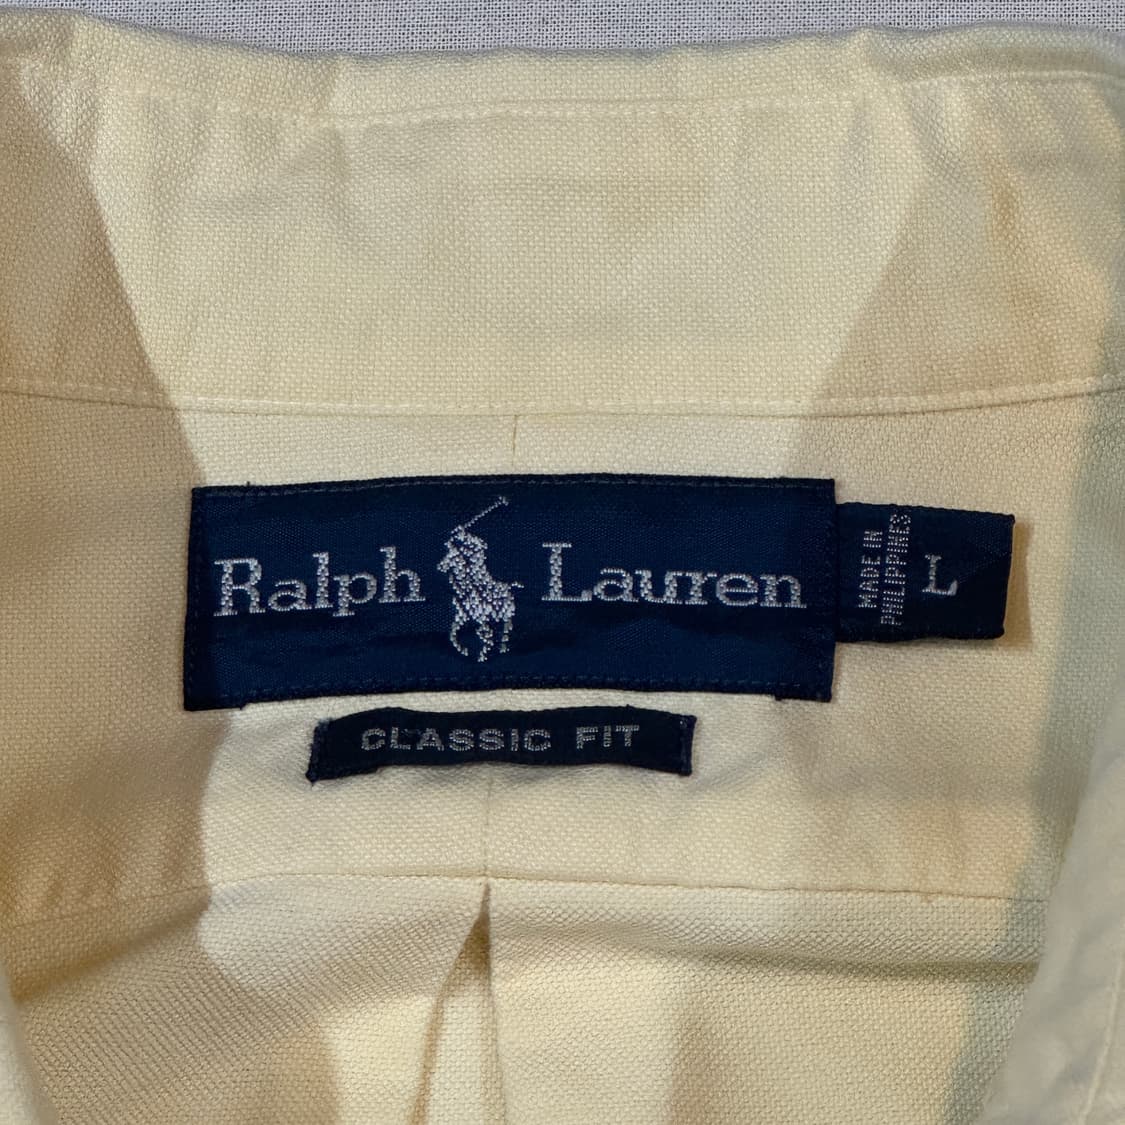 Ralph Lauren
MADE IN
PHILIPPINES
L
CLASSIC FIT